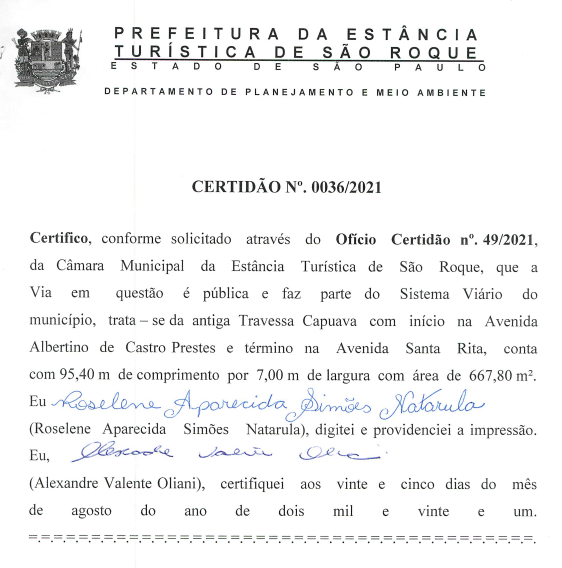 PREFEITURA DA ESTÂNCIA
TURÍSTICA DE SÃO ROQUE
ESTADO DE SÃO PAULO
DEPARTAMENTO DE PLANEJAMENTO E MEIO AMBIENTE
CERTIDÃO Nº. 0036/2021
Certifico, conforme solicitado através do Ofício Certidão nº. 49/2021,
da Câmara Municipal da Estância Turística de São Roque, que a
Via em questão é pública e faz parte do Sistema Viário do
município, trata – se da antiga Travessa Capuava com início na Avenida
Albertino de Castro Prestes e término na Avenida Santa Rita, conta
com 95,40 m de comprimento por 7,00 m de largura com área de 667,80 m².
Eu Roselene Aparecida Simões Natarula
(Roselene Aparecida Simões Natarula), digitei e providenciei a impressão.
Eu,
(Alexandre Valente Oliani), certifiquei aos vinte e cinco dias do mês
de agosto do ano de dois mil e vinte e um.
=.=.=.=.=.=.=.=.=.=.=.=.=.=.=.=.=.=.=.=.=.=.=.=.=.=.=.=.=.=.=.=.=.=.